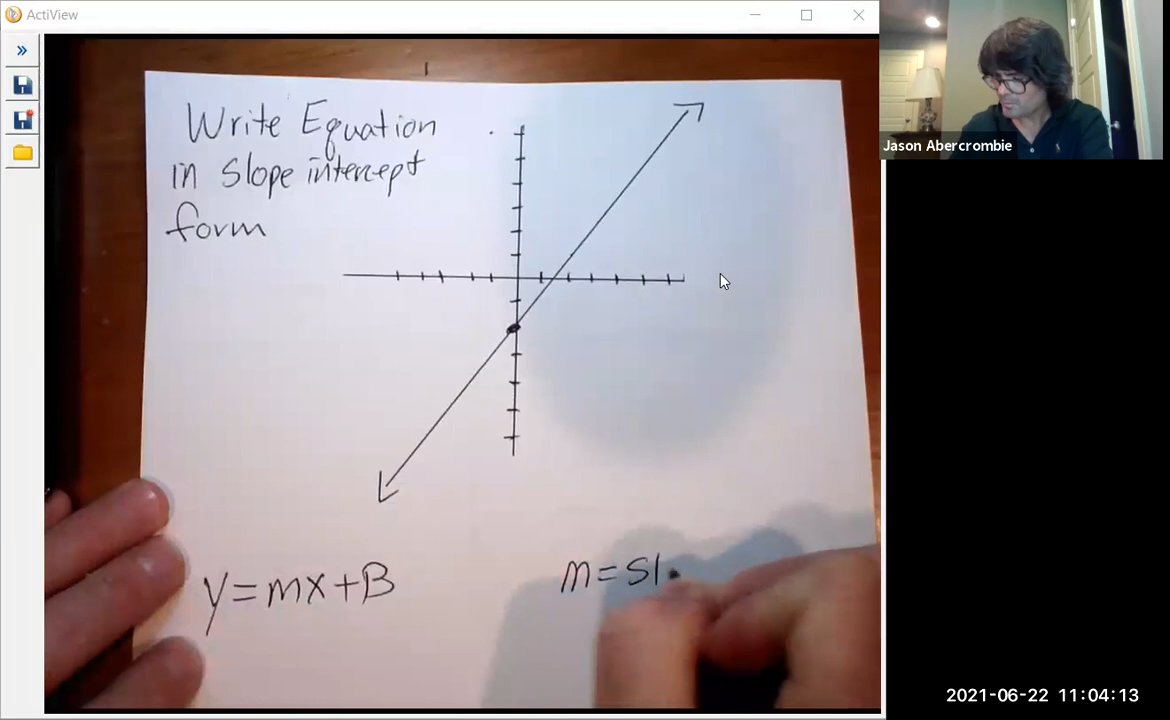 ActiView
Write Equation
in slope intercept
form
y=mx+B
m=sl
Jason Abercrombie
2021-06-22 11:04:13